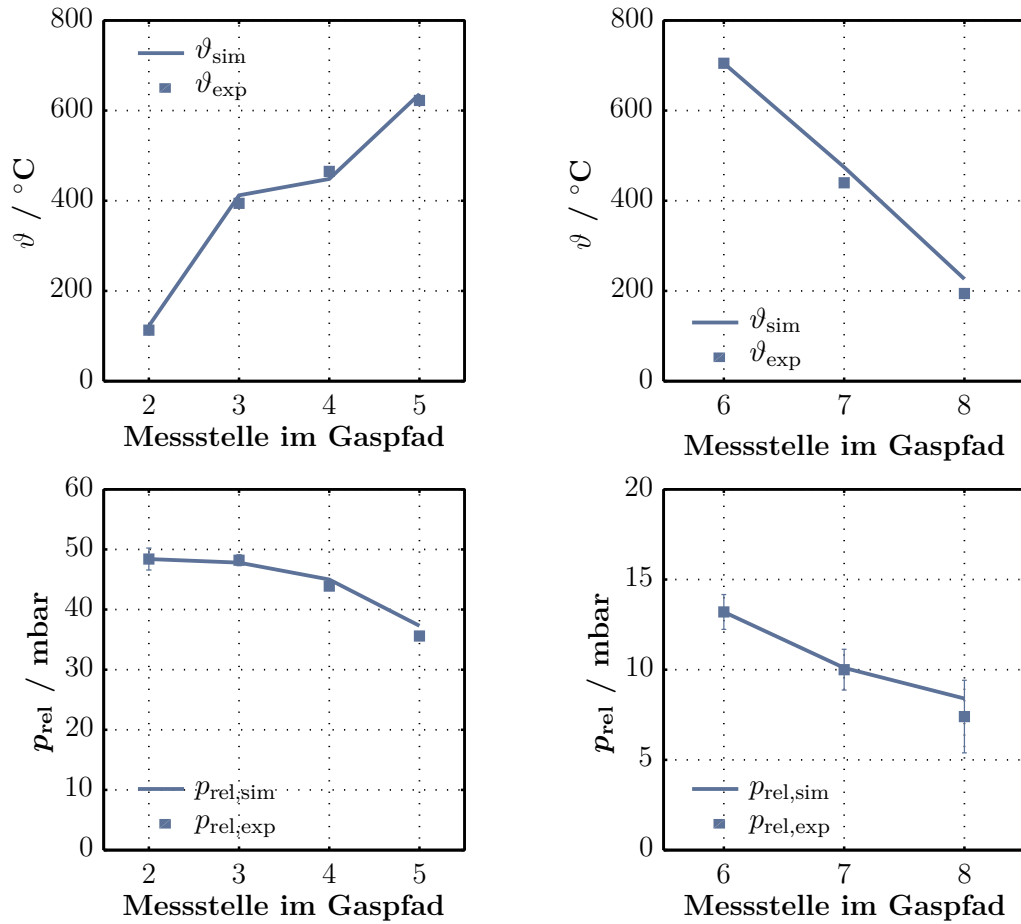 800
600
400
200
0
ϑ / °C
ϑsim
ϑexp
2 3 4 5
Messstelle im Gaspfad
800
600
400
200
0
ϑ / °C
ϑsim
ϑexp
6 7 8
Messstelle im Gaspfad
60
50
40
30
20
10
0
prel / mbar
prel,sim
prel,exp
2 3 4 5
Messstelle im Gaspfad
20
15
10
5
0
prel / mbar
prel,sim
prel,exp
6 7 8
Messstelle im Gaspfad